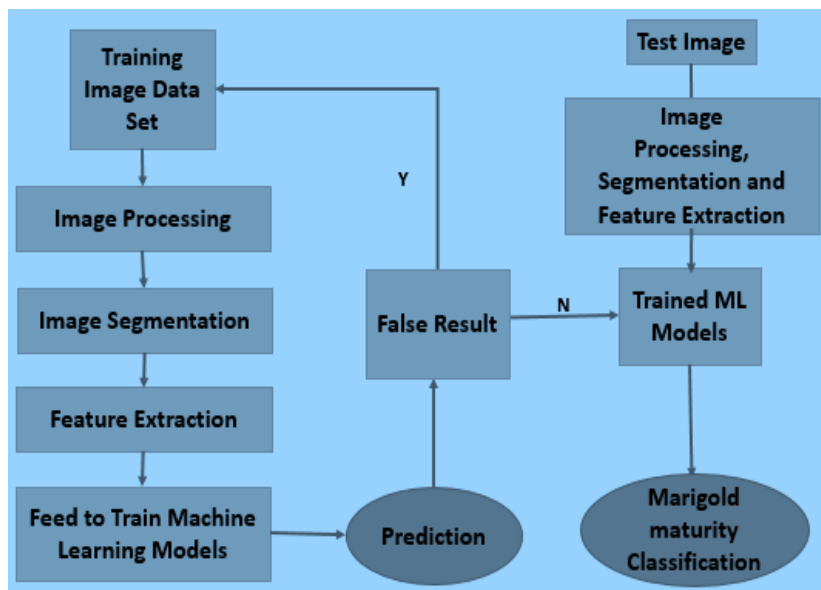 Training
Image Data
Set
Image Processing
Image Segmentation
Feature Extraction
Feed to Train Machine
Learning Models
Prediction
False Result
Y
N
Test Image
Image
Processing,
Segmentation and
Feature Extraction
Trained ML
Models
Marigold
maturity
Classification